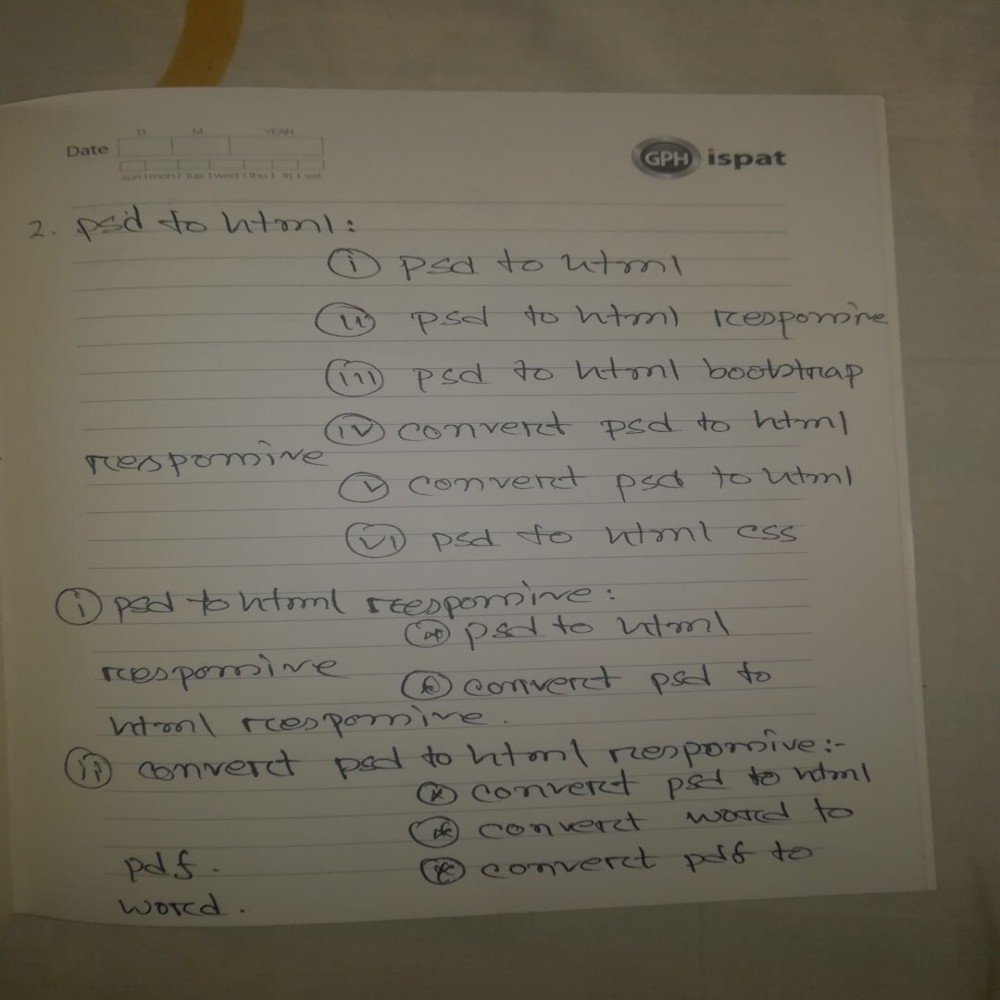 D M YEAR
Date
sun mon tue wed thu fri sat
GPH ispat
2. psd to html:
(i) psd to html
(ii) psd to html responsive
(iii) psd to html bootstrap
(iv) convert psd to html
responsive
(v) convert psd to html
(vi) psd to html css
(i) psd to html responsive:
* psd to html
responsive
* convert psd to
html responsive.
(ii) convert psd to html responsive:-
* convert psd to html
* convert word to
pdf.
* convert pdf to
word.